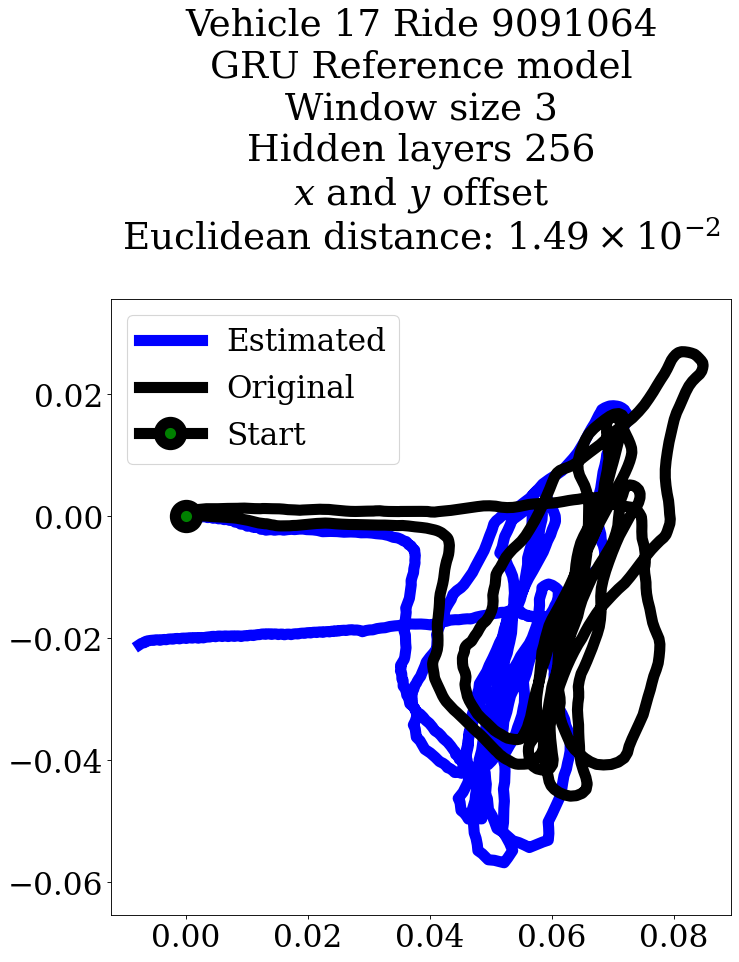 Vehicle 17 Ride 9091064
GRU Reference model
Window size 3
Hidden layers 256
x and y offset
Euclidean distance: 1.49 × 10⁻²
Estimated
Original
Start
0.02
0.00
−0.02
−0.04
−0.06
0.00 0.02 0.04 0.06 0.08